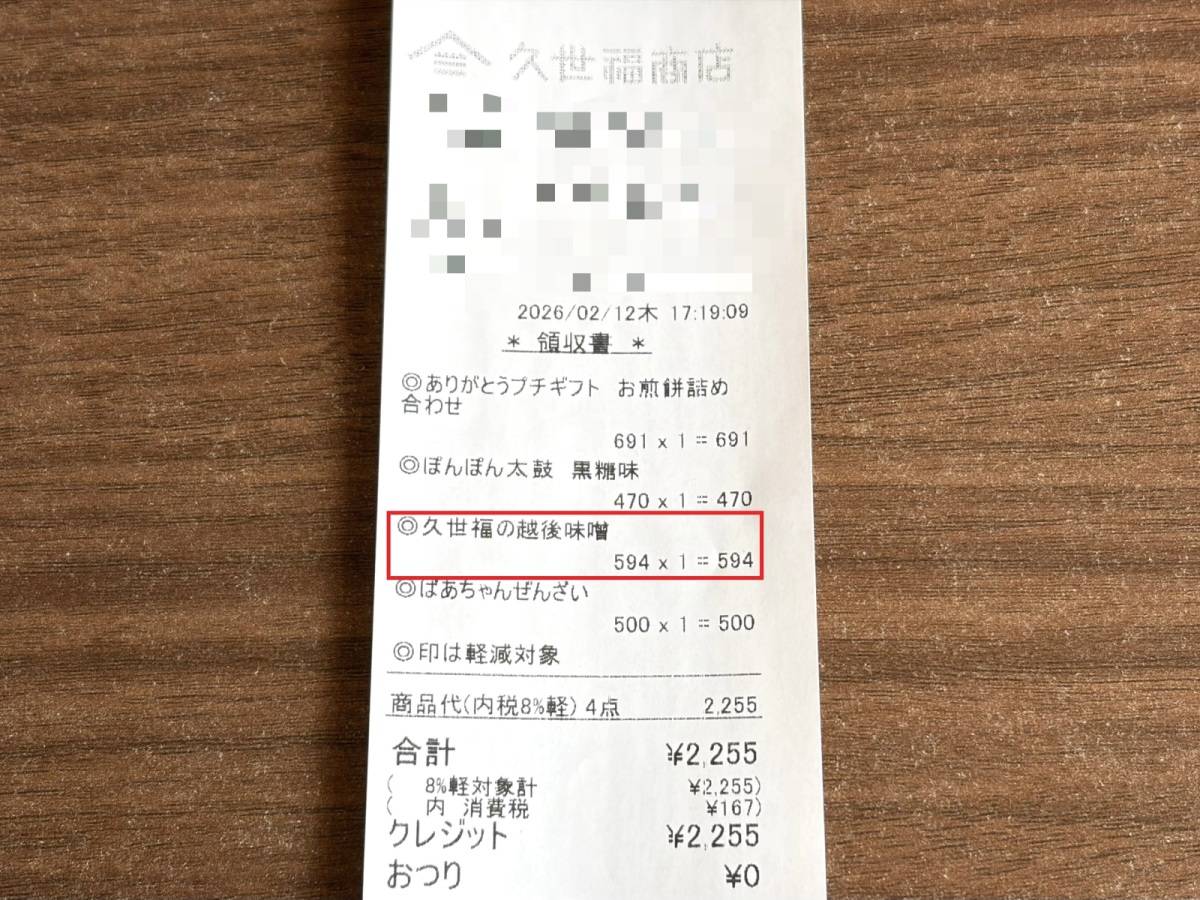 久世福商店
2026/02/12木 17:19:09
* 領収書 *
◎ありがとうプチギフト お煎餅詰め
合わせ
691 x 1 = 691
◎ぽんぽん太鼓 黒糖味
470 x 1 = 470
◎久世福の越後味噌
594 x 1 = 594
◎ばあちゃんぜんざい
500 x 1 = 500
◎印は軽減対象
商品代(内税8%軽) 4点 2,255
合計 ¥2,255
( 8%軽対象計 ¥2,255)
( 内 消費税 ¥167)
クレジット ¥2,255
おつり ¥0